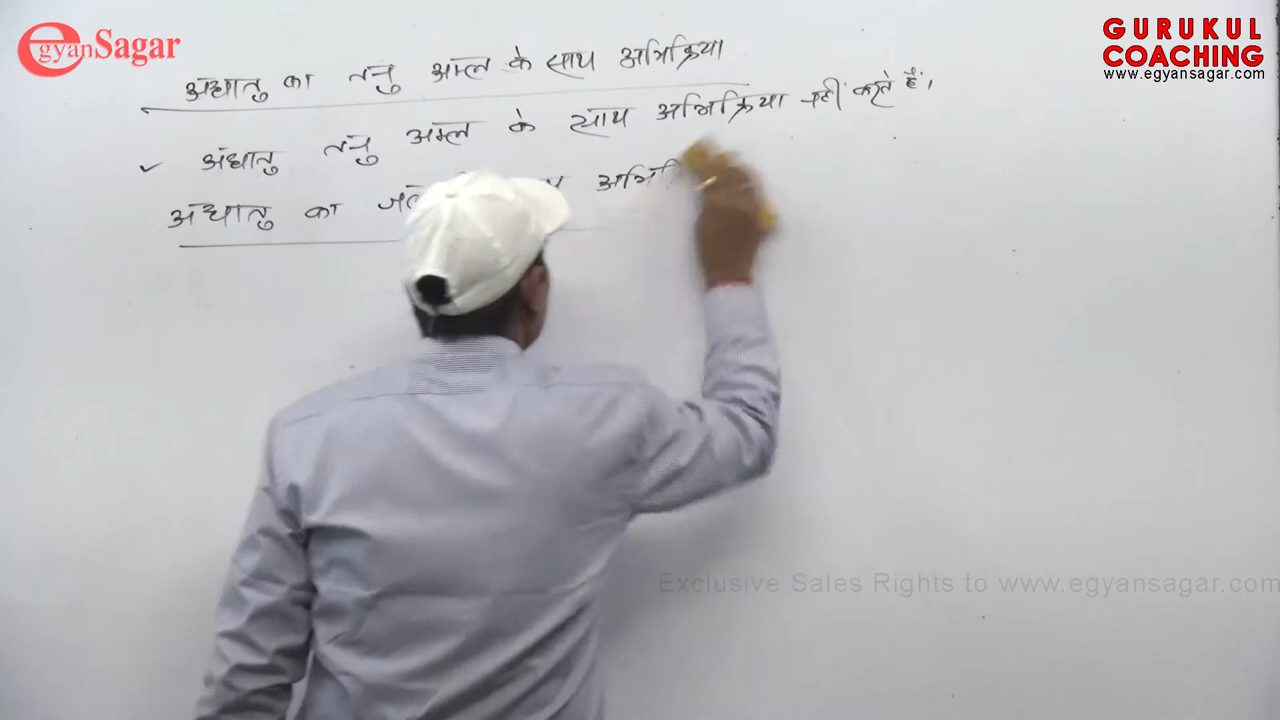 egyanSagar
GURUKUL
COACHING
www.egyansagar.com
अधातु का तनु अम्ल के साथ अभिक्रिया
✓ अधातु तनु अम्ल के साथ अभिक्रिया नहीं करते हैं।
अधातु का
Exclusive Sales Rights to www.egyansagar.com